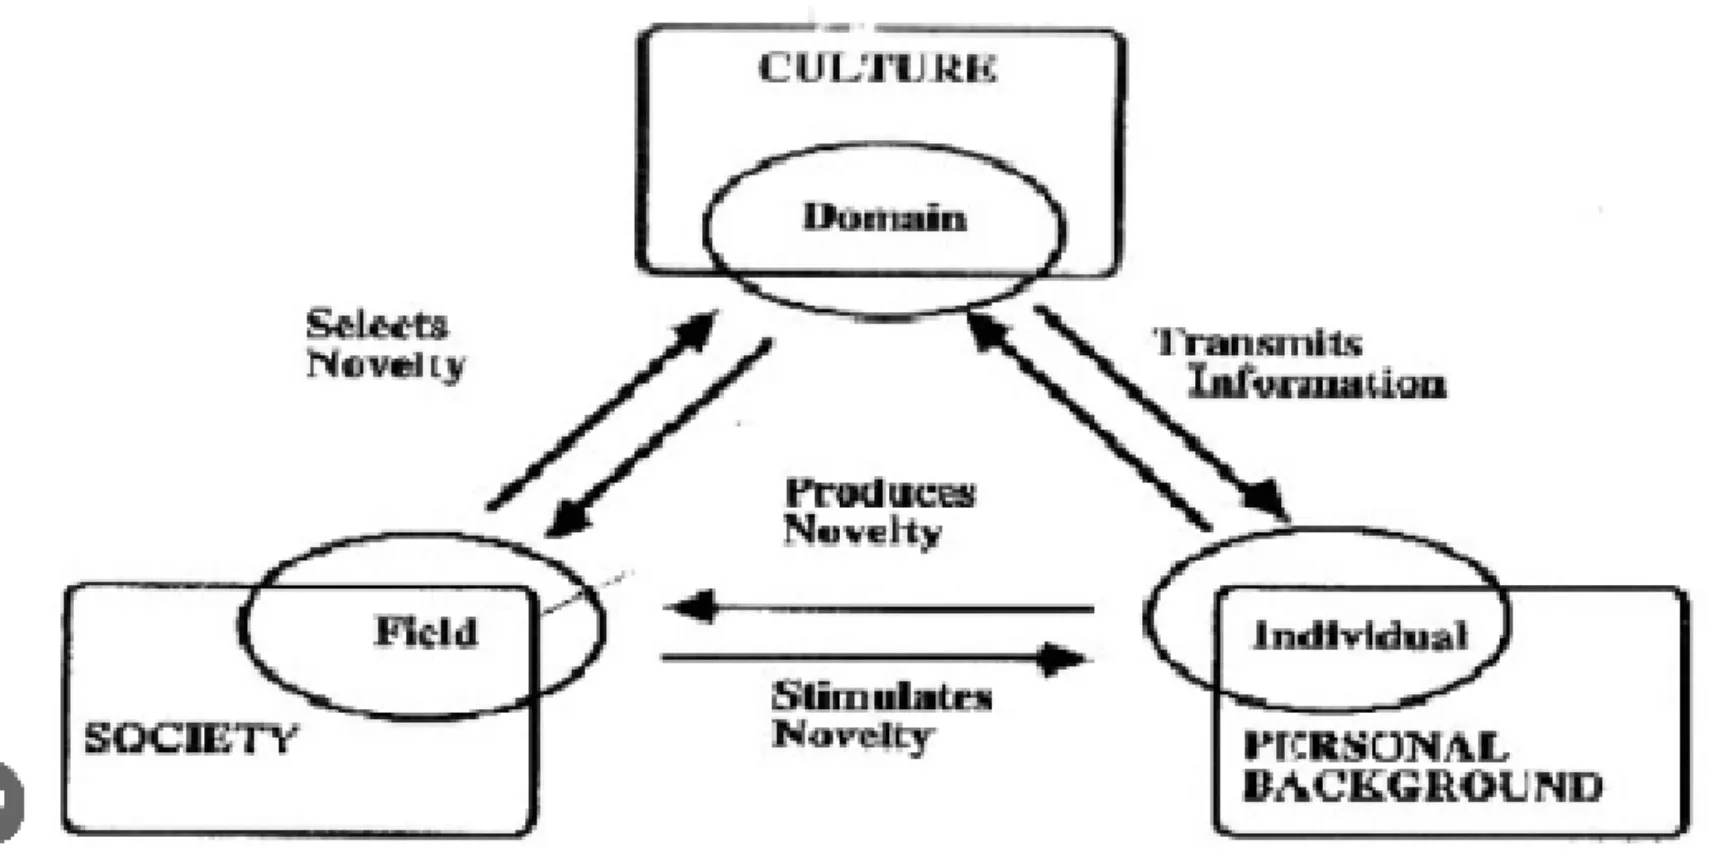 CULTURE
Domain
Selects
Novelty
Transmits
Information
Produces
Novelty
Field
Individual
Stimulates
Novelty
SOCIETY
PERSONAL
BACKGROUND